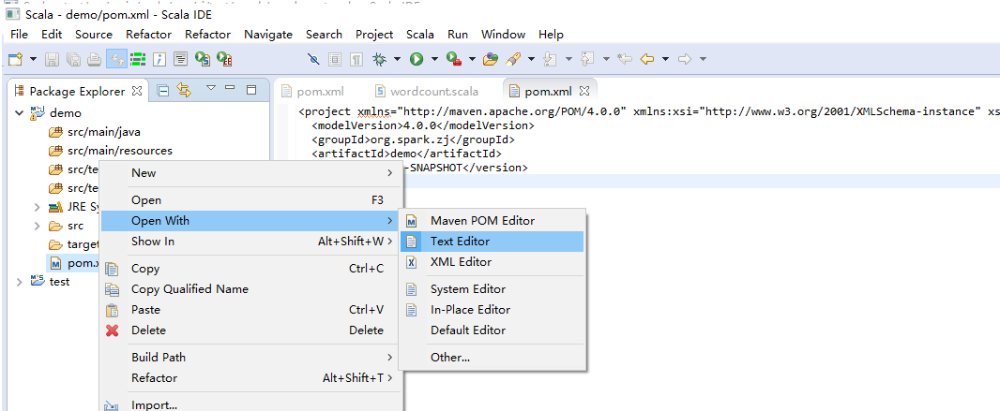 Scala - demo/pom.xml - Scala IDE
File Edit Source Refactor Refactor Navigate Search Project Scala Run Window Help
Package Explorer
pom.xml wordcount.scala pom.xml
demo
src/main/java
src/main/resources
src/te
src/te
JRE Sy
src
target
pom.x
test
<project xmlns="http://maven.apache.org/POM/4.0.0" xmlns:xsi="http://www.w3.org/2001/XMLSchema-instance" xs
<modelVersion>4.0.0</modelVersion>
<groupId>org.spark.zj</groupId>
<artifactId>demo</artifactId>
-SNAPSHOT</version>
New
Open F3
Open With
Show In Alt+Shift+W
Copy Ctrl+C
Copy Qualified Name
Paste Ctrl+V
Delete Delete
Build Path
Refactor Alt+Shift+T
Import...
Maven POM Editor
Text Editor
XML Editor
System Editor
In-Place Editor
Default Editor
Other...